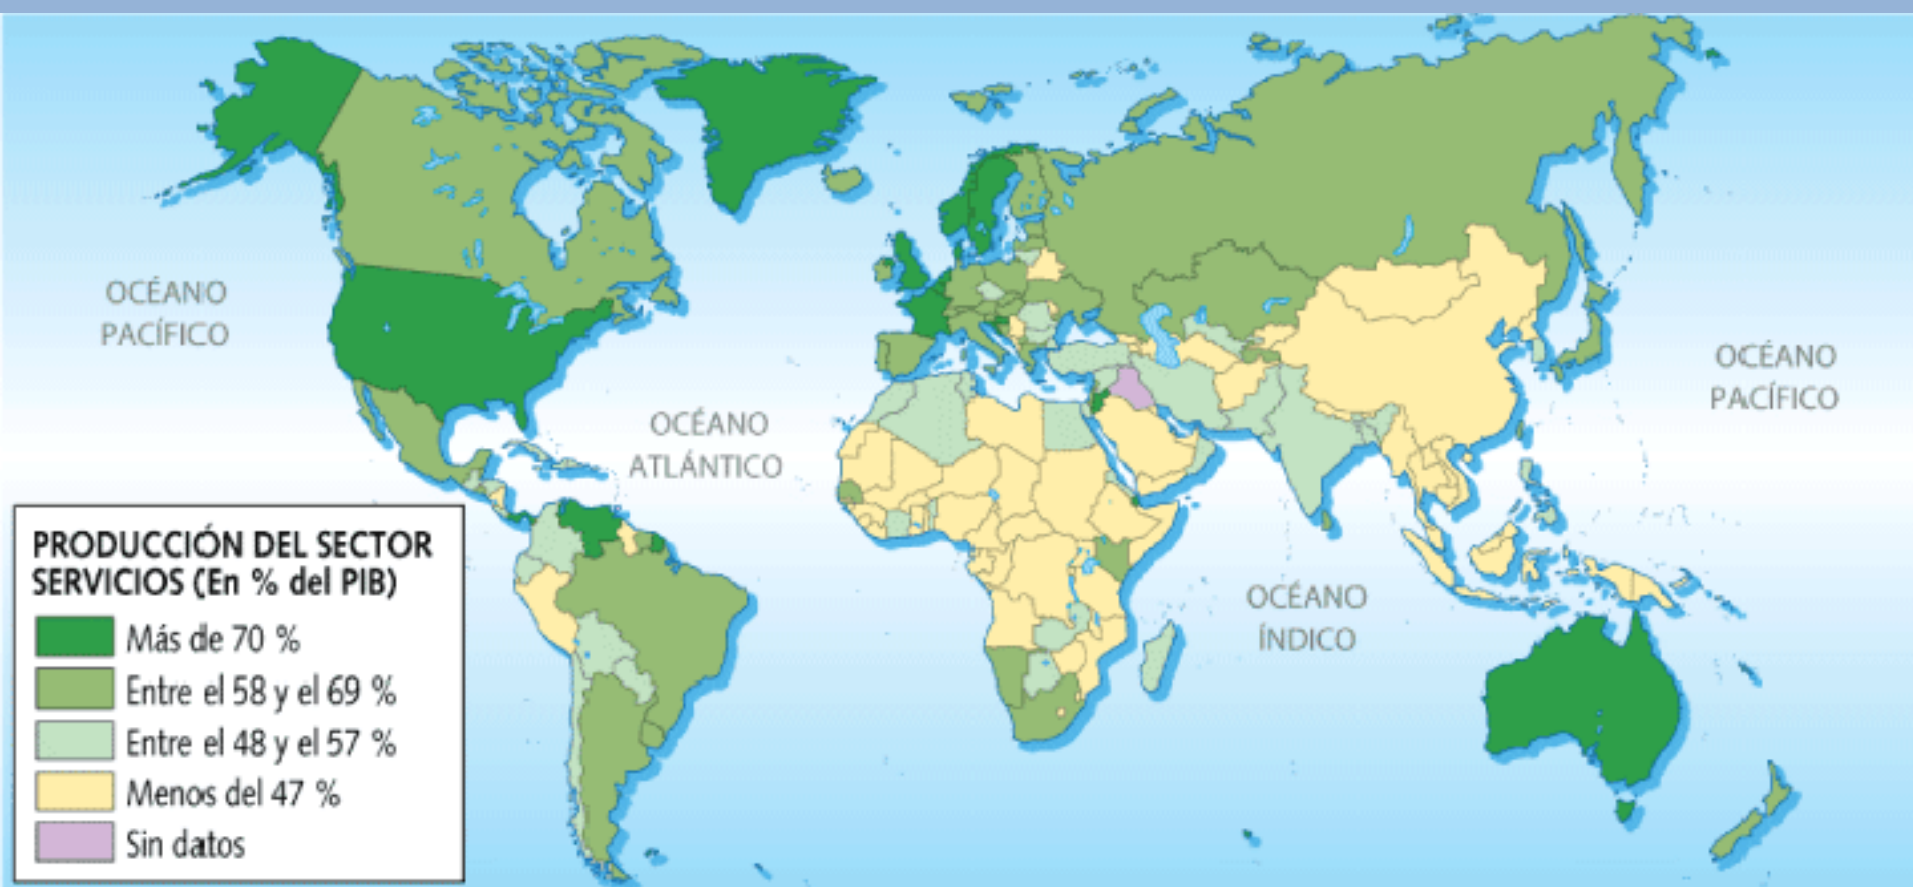 OCÉANO
PACÍFICO
OCÉANO
ATLÁNTICO
OCÉANO
PACÍFICO
OCÉANO
ÍNDICO
PRODUCCIÓN DEL SECTOR
SERVICIOS (En % del PIB)
Más de 70 %
Entre el 58 y el 69 %
Entre el 48 y el 57 %
Menos del 47 %
Sin datos